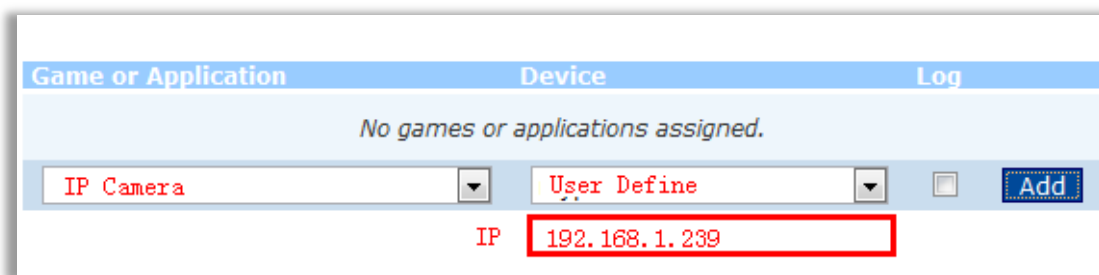 Game or Application Device Log
No games or applications assigned.
IP Camera User Define Add
IP 192.168.1.239